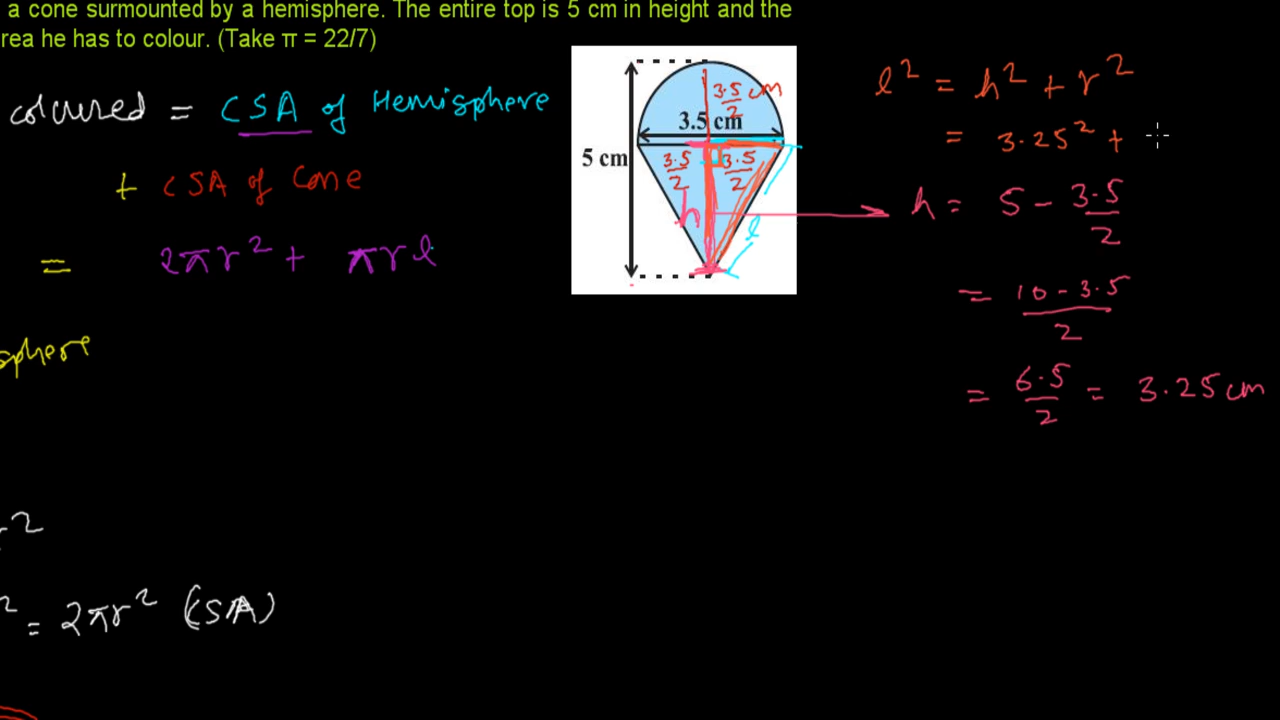 a cone surmounted by a hemisphere. The entire top is 5 cm in height and the
rea he has to colour. (Take π = 22/7)
coloured = CSA of Hemisphere
+ CSA of Cone
= 2πr² + πrl
sphere
r²
² = 2πr² (SA)
3.5/2 cm
3.5 cm
5 cm
3.5/2 3.5/2
h
l
l² = h² + r²
= 3.25² +
h = 5 - 3.5/2
= 10 - 3.5/2
= 6.5/2 = 3.25 cm